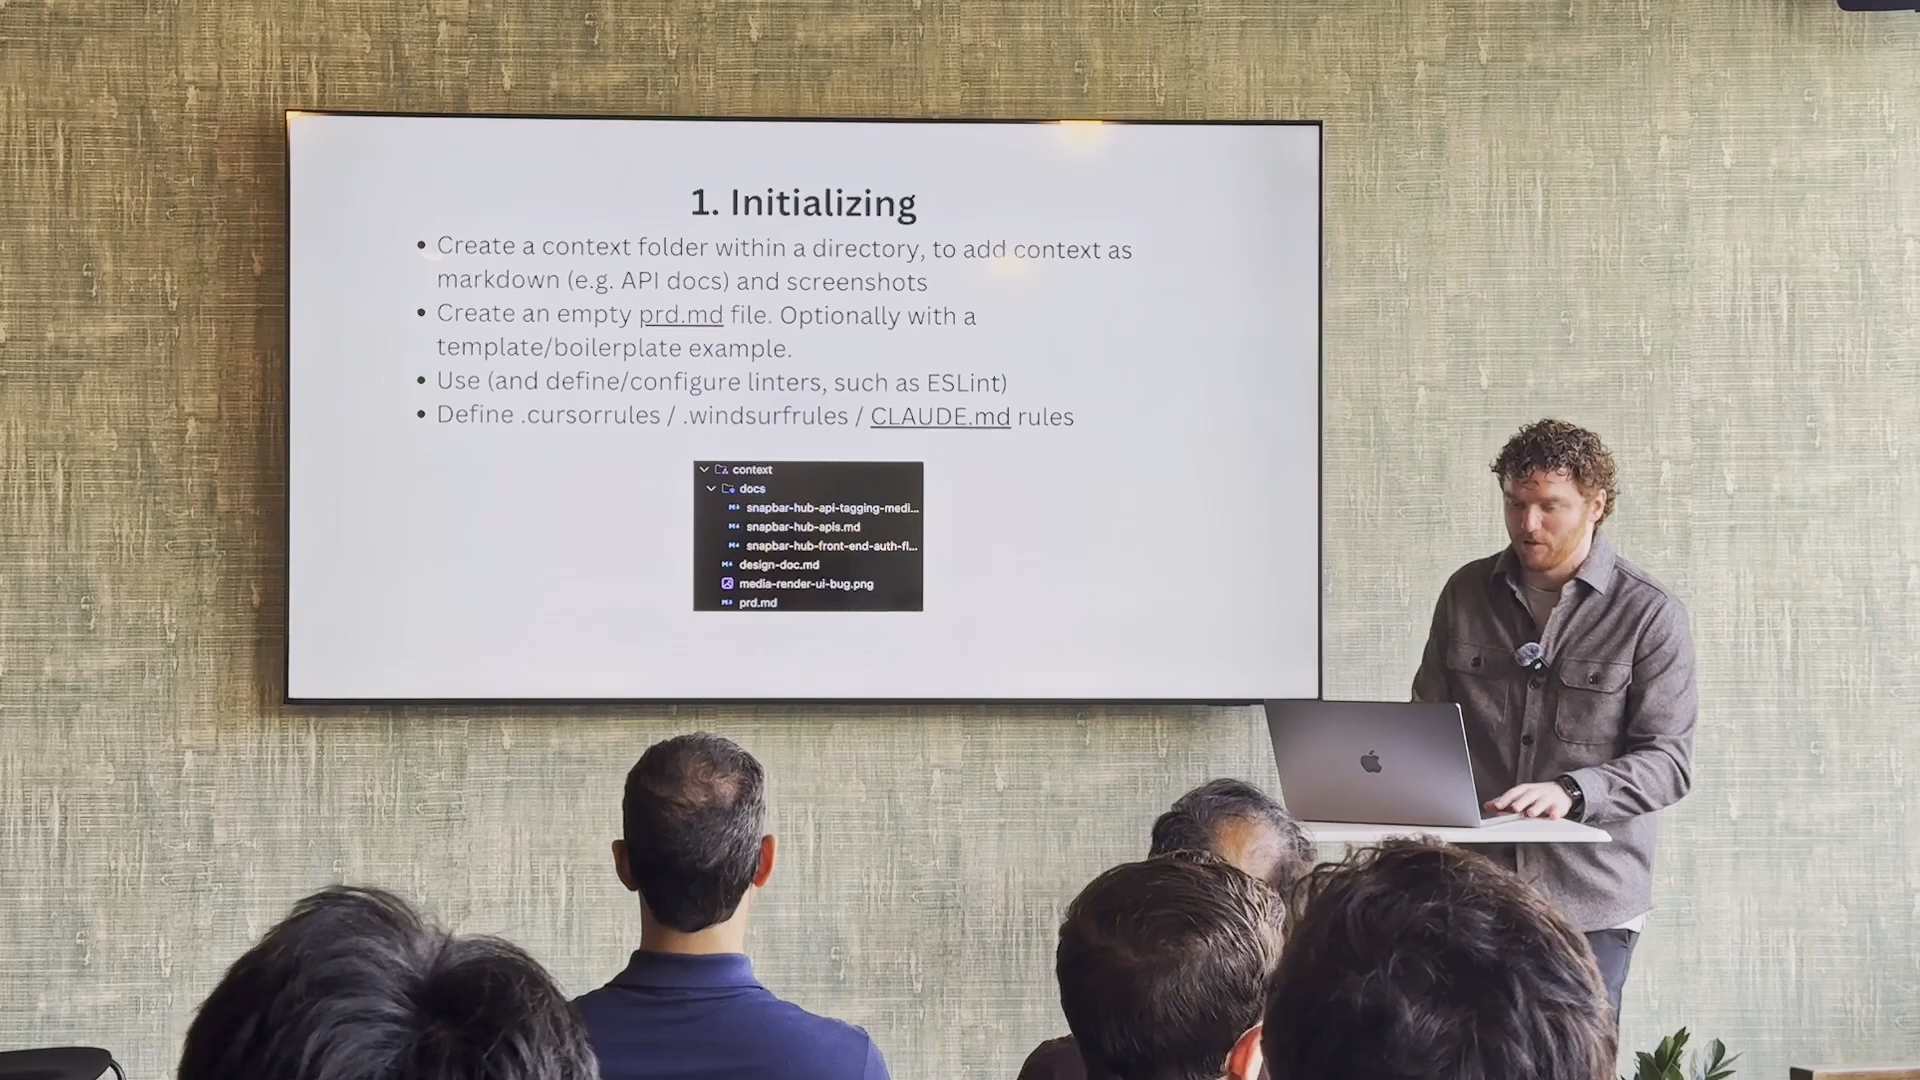 1. Initializing
• Create a context folder within a directory, to add context as
markdown (e.g. API docs) and screenshots
• Create an empty prd.md file. Optionally with a
template/boilerplate example.
• Use (and define/configure linters, such as ESLint)
• Define .cursorrules / .windsurfrules / CLAUDE.md rules
context
docs
snapbar-hub-api-tagging-medi...
snapbar-hub-apis.md
snapbar-hub-front-end-auth-fl...
design-doc.md
media-render-ui-bug.png
prd.md